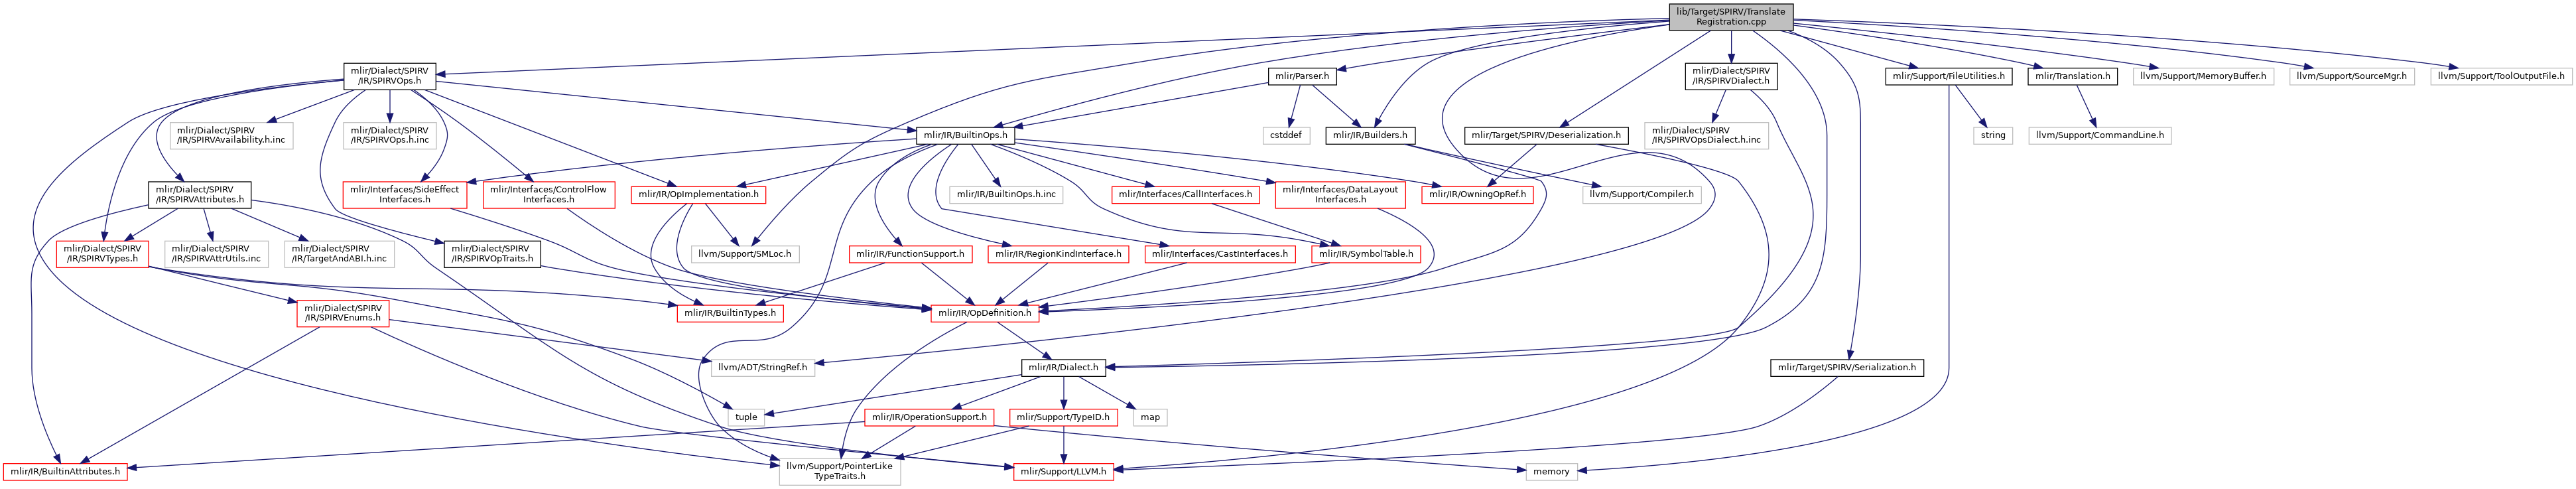 lib/Target/SPIRV/Translate
Registration.cpp
mlir/Dialect/SPIRV
/IR/SPIRVOps.h
mlir/Parser.h
mlir/Dialect/SPIRV
/IR/SPIRVDialect.h
mlir/Support/FileUtilities.h
mlir/Translation.h
llvm/Support/MemoryBuffer.h
llvm/Support/SourceMgr.h
llvm/Support/ToolOutputFile.h
mlir/Dialect/SPIRV
/IR/SPIRVAvailability.h.inc
mlir/Dialect/SPIRV
/IR/SPIRVOps.h.inc
mlir/IR/BuiltinOps.h
cstddef
mlir/IR/Builders.h
mlir/Target/SPIRV/Deserialization.h
mlir/Dialect/SPIRV
/IR/SPIRVOpsDialect.h.inc
string
llvm/Support/CommandLine.h
mlir/Dialect/SPIRV
/IR/SPIRVAttributes.h
mlir/Interfaces/SideEffect
Interfaces.h
mlir/Interfaces/ControlFlow
Interfaces.h
mlir/IR/OpImplementation.h
mlir/IR/BuiltinOps.h.inc
mlir/Interfaces/CallInterfaces.h
mlir/Interfaces/DataLayout
Interfaces.h
mlir/IR/OwningOpRef.h
llvm/Support/Compiler.h
mlir/Dialect/SPIRV
/IR/SPIRVTypes.h
mlir/Dialect/SPIRV
/IR/SPIRVAttrUtils.inc
mlir/Dialect/SPIRV
/IR/TargetAndABI.h.inc
mlir/Dialect/SPIRV
/IR/SPIRVOpTraits.h
llvm/Support/SMLoc.h
mlir/IR/FunctionSupport.h
mlir/IR/RegionKindInterface.h
mlir/Interfaces/CastInterfaces.h
mlir/IR/SymbolTable.h
mlir/Dialect/SPIRV
/IR/SPIRVEnums.h
mlir/IR/BuiltinTypes.h
mlir/IR/OpDefinition.h
llvm/ADT/StringRef.h
mlir/IR/Dialect.h
mlir/Target/SPIRV/Serialization.h
tuple
mlir/IR/OperationSupport.h
mlir/Support/TypeID.h
map
mlir/IR/BuiltinAttributes.h
llvm/Support/PointerLike
TypeTraits.h
mlir/Support/LLVM.h
memory